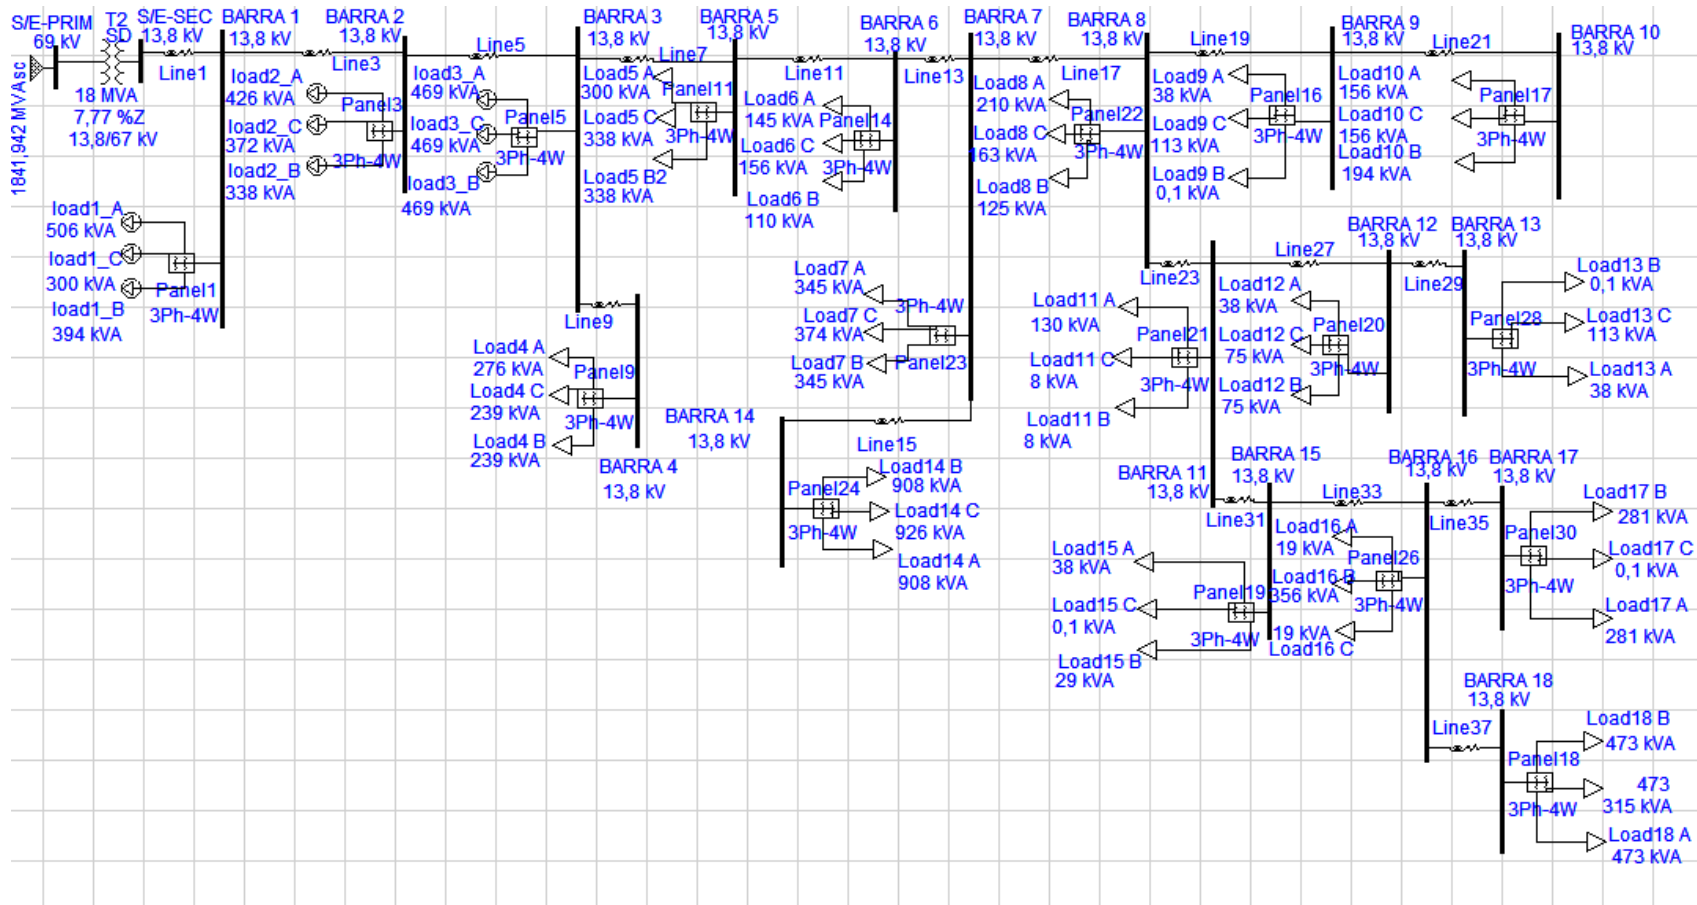 S/E-PRIM
69 kV
1841,942 MVAsc
T2
SD
18 MVA
7,77 %Z
13,8/67 kV
S/E-SEC
13,8 kV
Line1
BARRA 1
13,8 kV
load1_A
506 kVA
load1_C
300 kVA
load1_B
394 kVA
Panel1
3Ph-4W
Line3
BARRA 2
13,8 kV
load2_A
426 kVA
load2_C
372 kVA
load2_B
338 kVA
Panel3
3Ph-4W
Line5
BARRA 3
13,8 kV
load3_A
469 kVA
load3_C
469 kVA
load3_B
469 kVA
Panel5
3Ph-4W
Line9
BARRA 4
13,8 kV
Load4 A
276 kVA
Load4 C
239 kVA
Load4 B
239 kVA
Panel9
3Ph-4W
Line7
BARRA 5
13,8 kV
Load5 A
300 kVA
Load5 C
338 kVA
Load5 B2
338 kVA
Panel11
3Ph-4W
Line11
BARRA 6
13,8 kV
Load6 A
145 kVA
Load6 C
156 kVA
Load6 B
110 kVA
Panel14
3Ph-4W
Line13
BARRA 7
13,8 kV
Load7 A
345 kVA
Load7 C
374 kVA
Load7 B
345 kVA
3Ph-4W
Panel23
Line15
BARRA 14
13,8 kV
Panel24
3Ph-4W
Load14 B
908 kVA
Load14 C
926 kVA
Load14 A
908 kVA
Line17
BARRA 8
13,8 kV
Load8 A
210 kVA
Load8 C
163 kVA
Load8 B
125 kVA
Panel22
3Ph-4W
Line19
BARRA 9
13,8 kV
Load9 A
38 kVA
Load9 C
113 kVA
Load9 B
0,1 kVA
Panel16
3Ph-4W
Line21
BARRA 10
13,8 kV
Load10 A
156 kVA
Load10 C
156 kVA
Load10 B
194 kVA
Panel17
3Ph-4W
Line23
BARRA 11
13,8 kV
Load11 A
130 kVA
Load11 C
8 kVA
Load11 B
8 kVA
Panel21
3Ph-4W
Line27
BARRA 12
13,8 kV
Load12 A
38 kVA
Load12 C
75 kVA
Load12 B
75 kVA
Panel20
3Ph-4W
Line29
BARRA 13
13,8 kV
Panel28
3Ph-4W
Load13 B
0,1 kVA
Load13 C
113 kVA
Load13 A
38 kVA
Line31
BARRA 15
13,8 kV
Load15 A
38 kVA
Load15 C
0,1 kVA
Load15 B
29 kVA
Panel19
3Ph-4W
Line33
BARRA 16
13,8 kV
Load16 A
19 kVA
Load16 B
356 kVA
19 kVA
Load16 C
Panel26
3Ph-4W
Line35
BARRA 17
13,8 kV
Panel30
3Ph-4W
Load17 B
281 kVA
Load17 C
0,1 kVA
Load17 A
281 kVA
Line37
BARRA 18
13,8 kV
Panel18
3Ph-4W
Load18 B
473 kVA
473
315 kVA
Load18 A
473 kVA